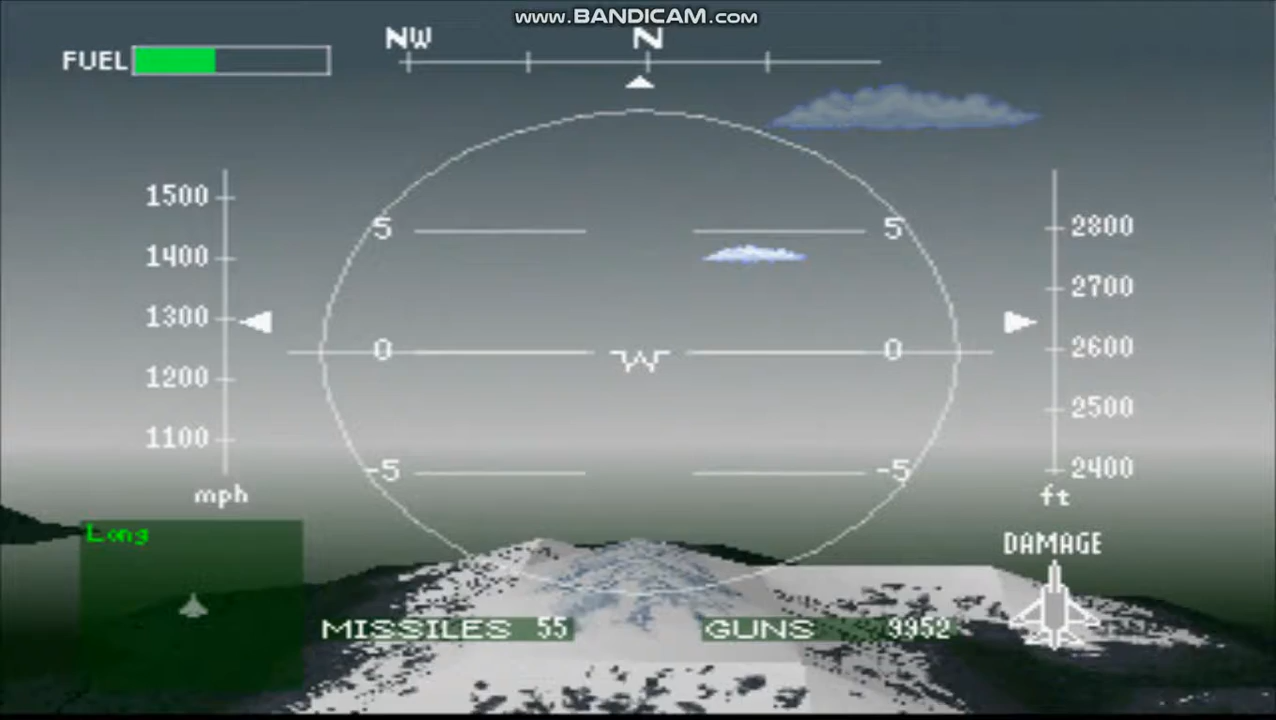 www.BANDICAM.com
NW N
FUEL
5 5
1500
1400
1300
1200
1100
mph
0 0
-5 -5
2800
2700
2600
2500
2400
ft
Long
DAMAGE
MISSILES 55 GUNS 9952